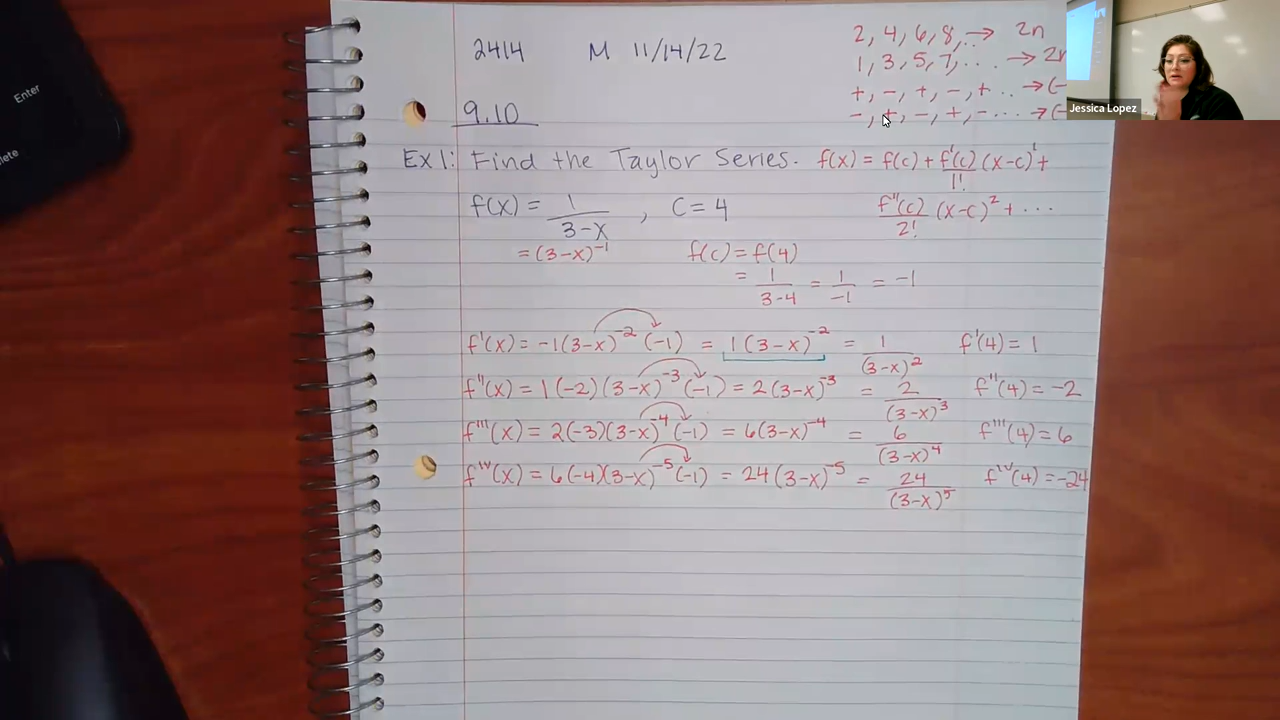 Enter
2414 M 11/14/22
2, 4, 6, 8, ... → 2n
1, 3, 5, 7, ... →
+, −, +, −, + ... → (−
−, +, −, +, − ... → (−
Jessica Lopez
9.10
Ex 1: Find the Taylor Series. f(x) = f(c) + f'(c)/1! (x−c)¹ +
f''(c)/2! (x−c)² + ...
f(x) = 1/(3−x) , C = 4
= (3−x)⁻¹ f(c) = f(4)
= 1/(3−4) = 1/−1 = −1
f'(x) = −1(3−x)⁻²(−1) = 1(3−x)⁻² = 1/(3−x)² f'(4) = 1
f''(x) = 1(−2)(3−x)⁻³(−1) = 2(3−x)⁻³ = 2/(3−x)³ f''(4) = −2
f'''(x) = 2(−3)(3−x)⁻⁴(−1) = 6(3−x)⁻⁴ = 6/(3−x)⁴ f'''(4) = 6
f'ᵛ(x) = 6(−4)(3−x)⁻⁵(−1) = 24(3−x)⁻⁵ = 24/(3−x)⁵ f'ᵛ(4) = −24